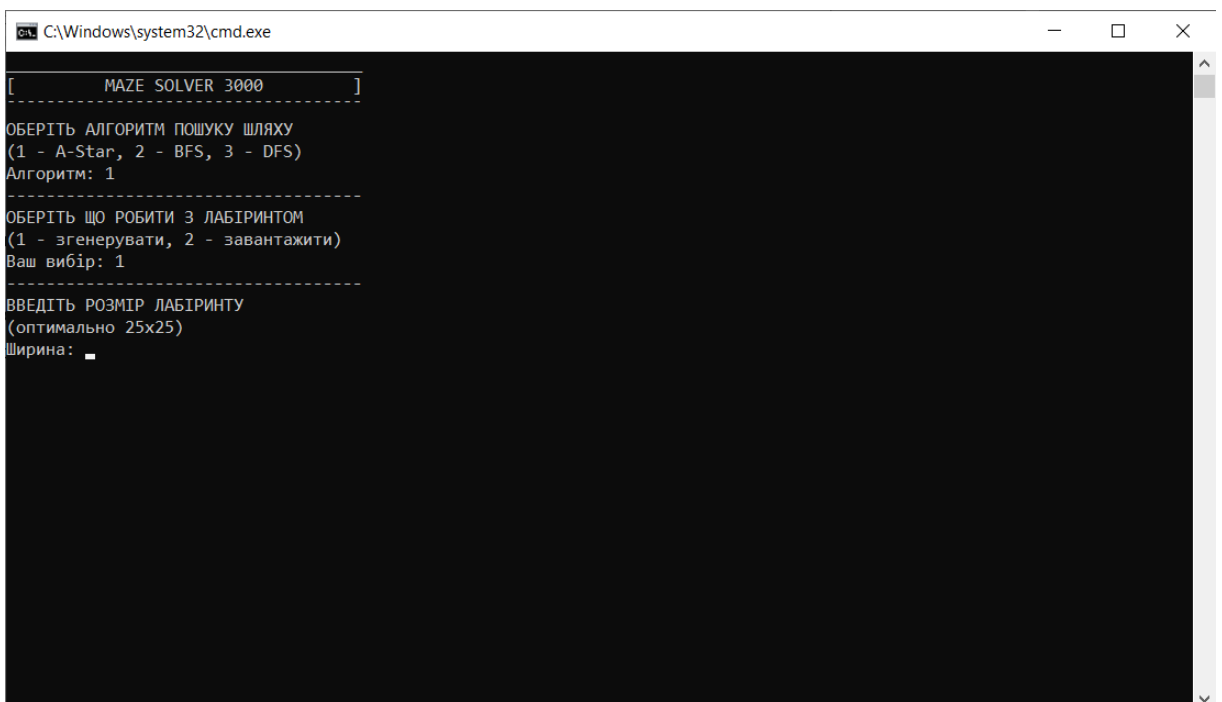 C:\Windows\system32\cmd.exe
[         MAZE SOLVER 3000         ]
------------------------------------
ОБЕРІТЬ АЛГОРИТМ ПОШУКУ ШЛЯХУ
(1 - A-Star, 2 - BFS, 3 - DFS)
Алгоритм: 1
------------------------------------
ОБЕРІТЬ ЩО РОБИТИ З ЛАБІРИНТОМ
(1 - згенерувати, 2 - завантажити)
Ваш вибір: 1
------------------------------------
ВВЕДІТЬ РОЗМІР ЛАБІРИНТУ
(оптимально 25x25)
Ширина: